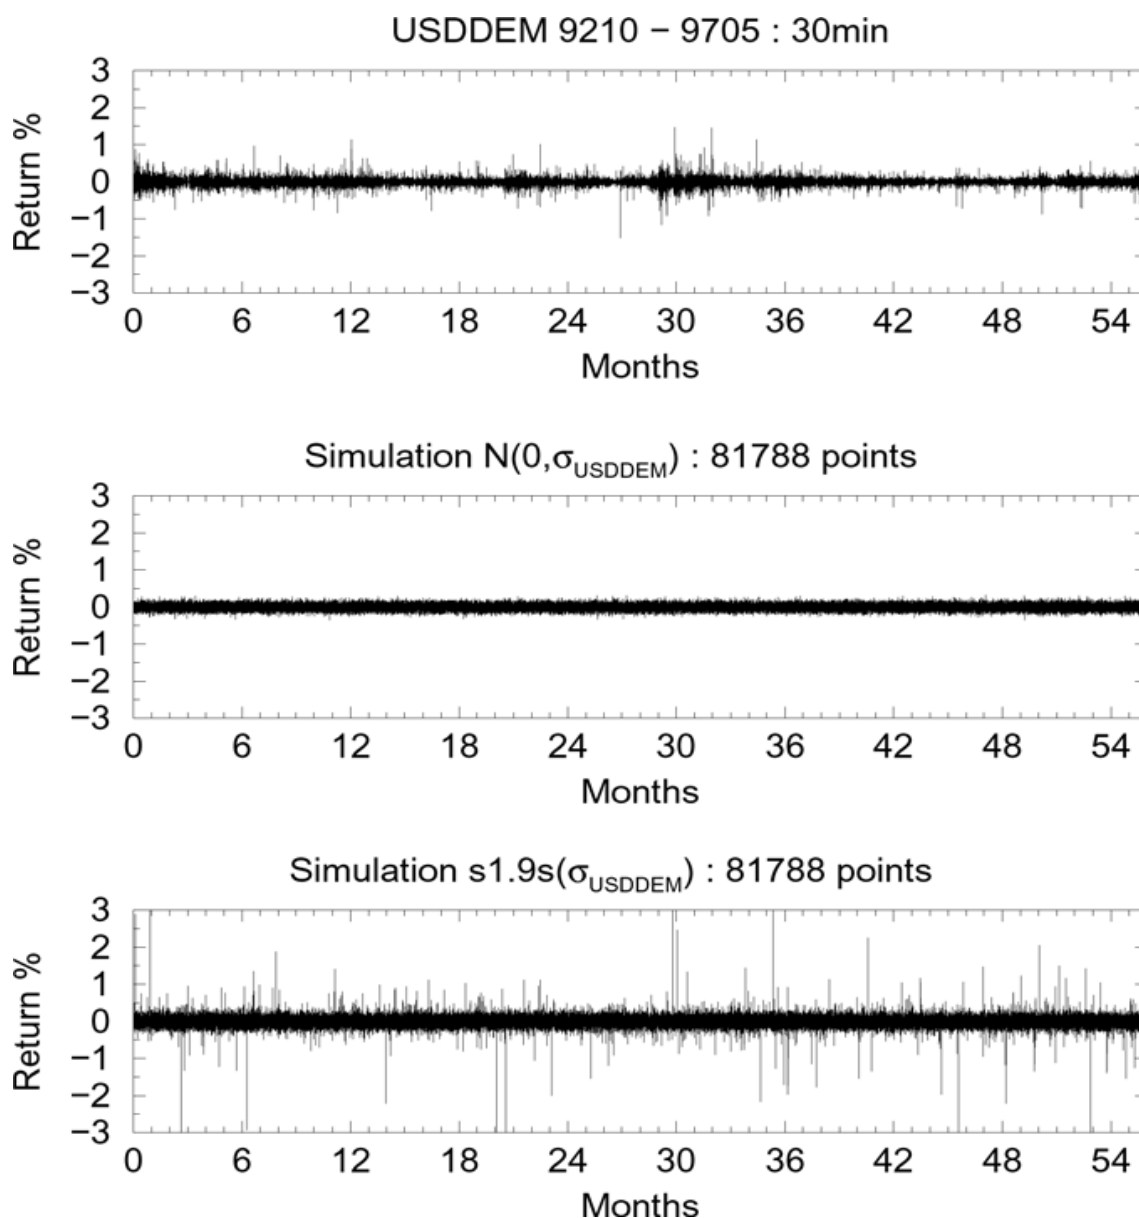 USDDEM 9210 − 9705 : 30min
Return %
3
2
1
0
−1
−2
−3
0 6 12 18 24 30 36 42 48 54
Months
Simulation N(0,σUSDDEM) : 81788 points
Return %
3
2
1
0
−1
−2
−3
0 6 12 18 24 30 36 42 48 54
Months
Simulation s1.9s(σUSDDEM) : 81788 points
Return %
3
2
1
0
−1
−2
−3
0 6 12 18 24 30 36 42 48 54
Months